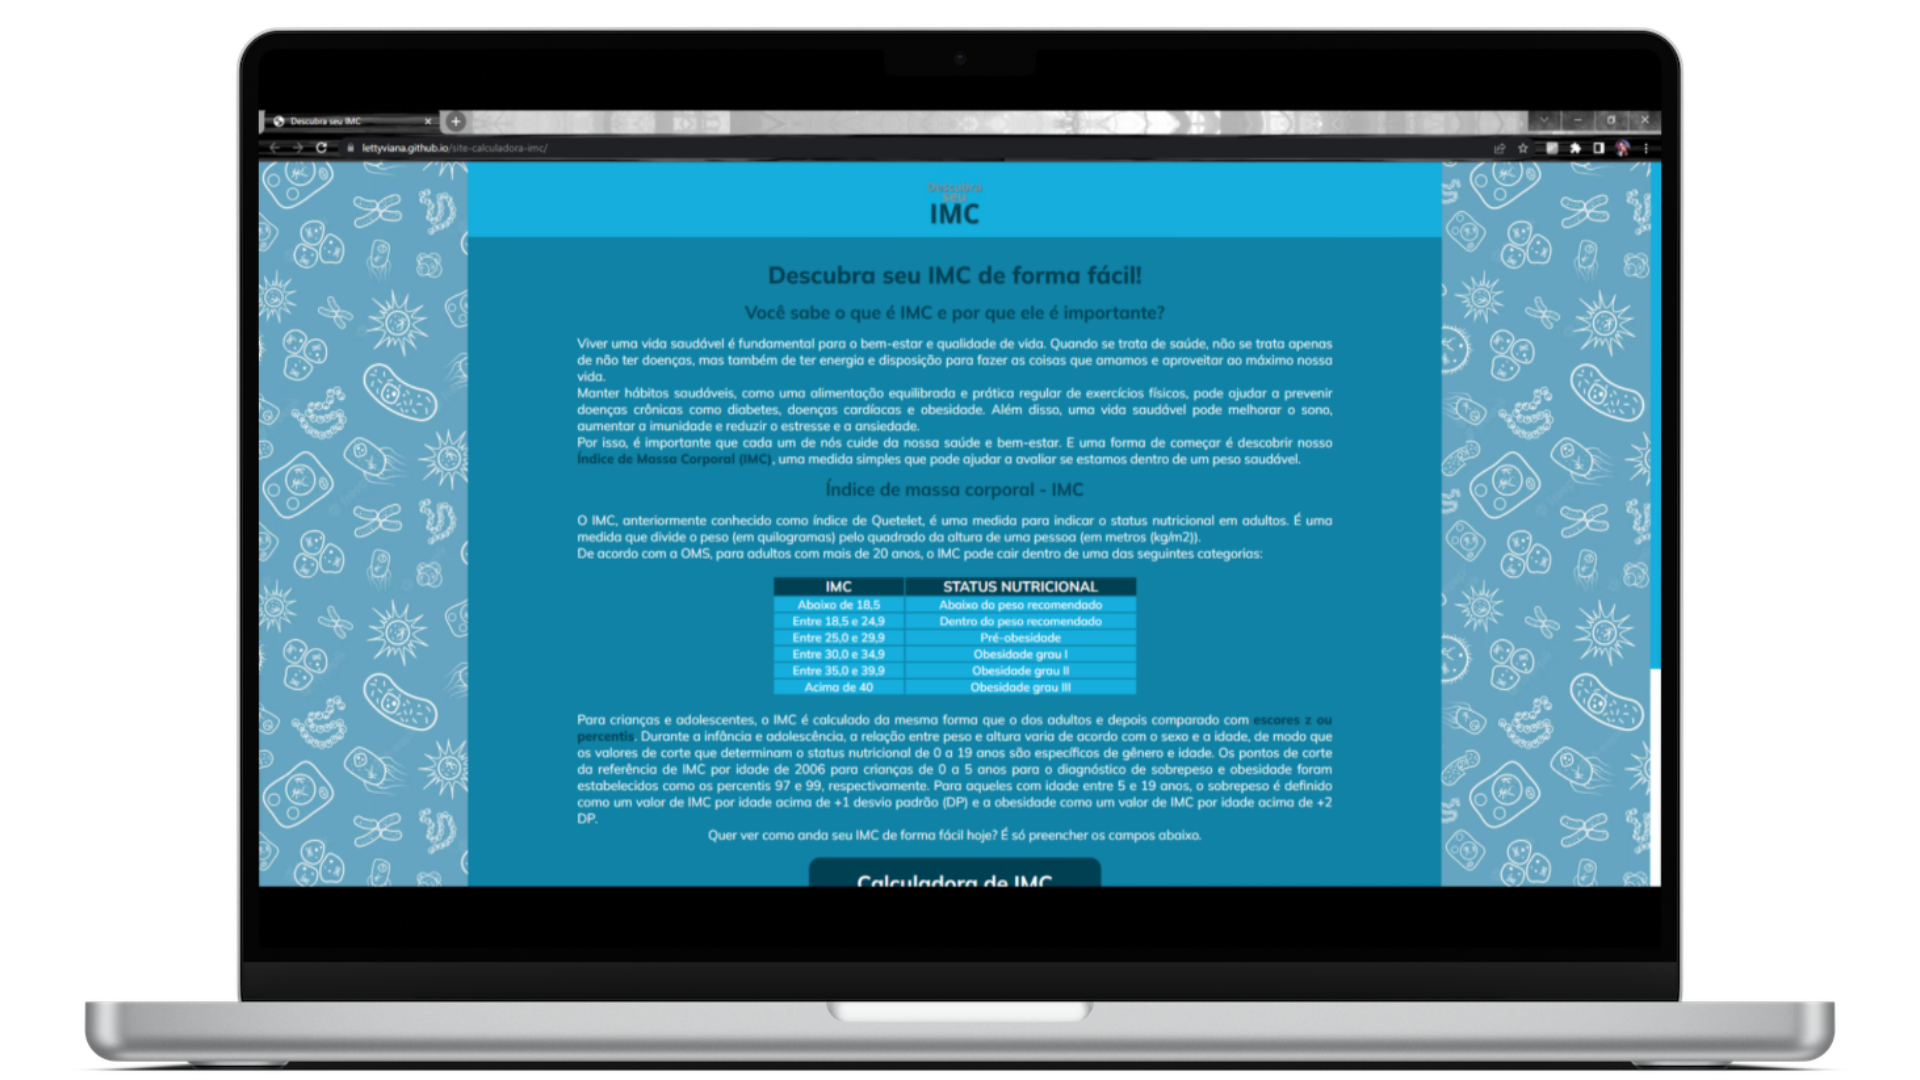 Descubra seu IMC
lettyviana.github.io/site-calculadora-imc/
Descubra
seu
IMC
Descubra seu IMC de forma fácil!
Você sabe o que é IMC e por que ele é importante?
Viver uma vida saudável é fundamental para o bem-estar e qualidade de vida. Quando se trata de saúde, não se trata apenas
de não ter doenças, mas também de ter energia e disposição para fazer as coisas que amamos e aproveitar ao máximo nossa
vida.
Manter hábitos saudáveis, como uma alimentação equilibrada e prática regular de exercícios físicos, pode ajudar a prevenir
doenças crônicas como diabetes, doenças cardíacas e obesidade. Além disso, uma vida saudável pode melhorar o sono,
aumentar a imunidade e reduzir o estresse e a ansiedade.
Por isso, é importante que cada um de nós cuide da nossa saúde e bem-estar. E uma forma de começar é descobrir nosso
Índice de Massa Corporal (IMC), uma medida simples que pode ajudar a avaliar se estamos dentro de um peso saudável.
Índice de massa corporal - IMC
O IMC, anteriormente conhecido como índice de Quetelet, é uma medida para indicar o status nutricional em adultos. É uma
medida que divide o peso (em quilogramas) pelo quadrado da altura de uma pessoa (em metros (kg/m2)).
De acordo com a OMS, para adultos com mais de 20 anos, o IMC pode cair dentro de uma das seguintes categorias:
IMC STATUS NUTRICIONAL
Abaixo de 18,5 Abaixo do peso recomendado
Entre 18,5 e 24,9 Dentro do peso recomendado
Entre 25,0 e 29,9 Pré-obesidade
Entre 30,0 e 34,9 Obesidade grau I
Entre 35,0 e 39,9 Obesidade grau II
Acima de 40 Obesidade grau III
Para crianças e adolescentes, o IMC é calculado da mesma forma que o dos adultos e depois comparado com escores z ou
percentis. Durante a infância e adolescência, a relação entre peso e altura varia de acordo com o sexo e a idade, de modo que
os valores de corte que determinam o status nutricional de 0 a 19 anos são específicos de gênero e idade. Os pontos de corte
da referência de IMC por idade de 2006 para crianças de 0 a 5 anos para o diagnóstico de sobrepeso e obesidade foram
estabelecidos como os percentis 97 e 99, respectivamente. Para aqueles com idade entre 5 e 19 anos, o sobrepeso é definido
como um valor de IMC por idade acima de +1 desvio padrão (DP) e a obesidade como um valor de IMC por idade acima de +2
DP.
Quer ver como anda seu IMC de forma fácil hoje? É só preencher os campos abaixo.
Calculadora de IMC